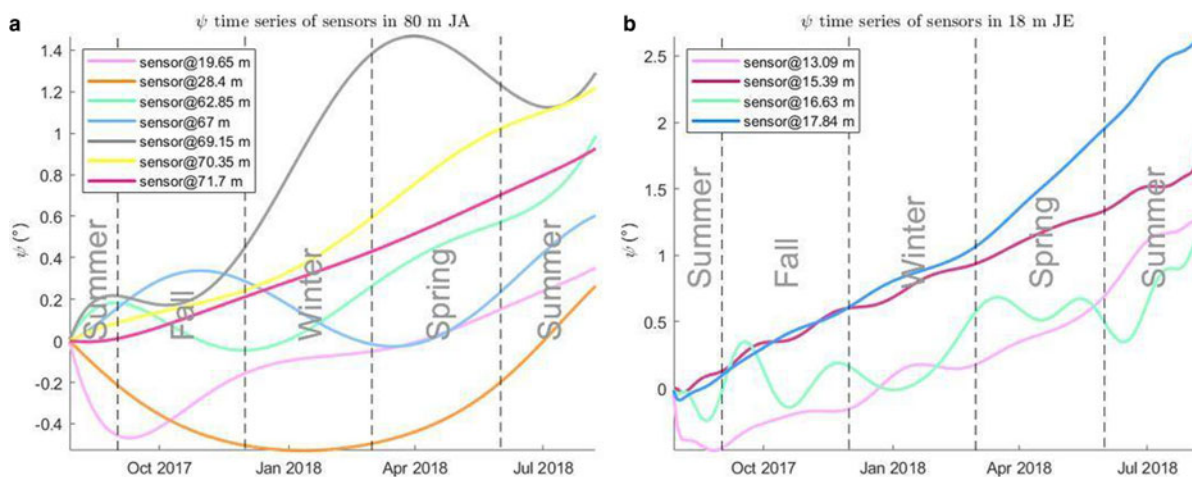 a
ψ time series of sensors in 80 m JA
1.4
1.2
1
0.8
0.6
0.4
0.2
0
-0.2
-0.4
ψ (°)
sensor@19.65 m
sensor@28.4 m
sensor@62.85 m
sensor@67 m
sensor@69.15 m
sensor@70.35 m
sensor@71.7 m
Summer
Fall
Winter
Spring
Summer
Oct 2017
Jan 2018
Apr 2018
Jul 2018
b
ψ time series of sensors in 18 m JE
2.5
2
1.5
1
0.5
0
ψ (°)
sensor@13.09 m
sensor@15.39 m
sensor@16.63 m
sensor@17.84 m
Summer
Fall
Winter
Spring
Summer
Oct 2017
Jan 2018
Apr 2018
Jul 2018